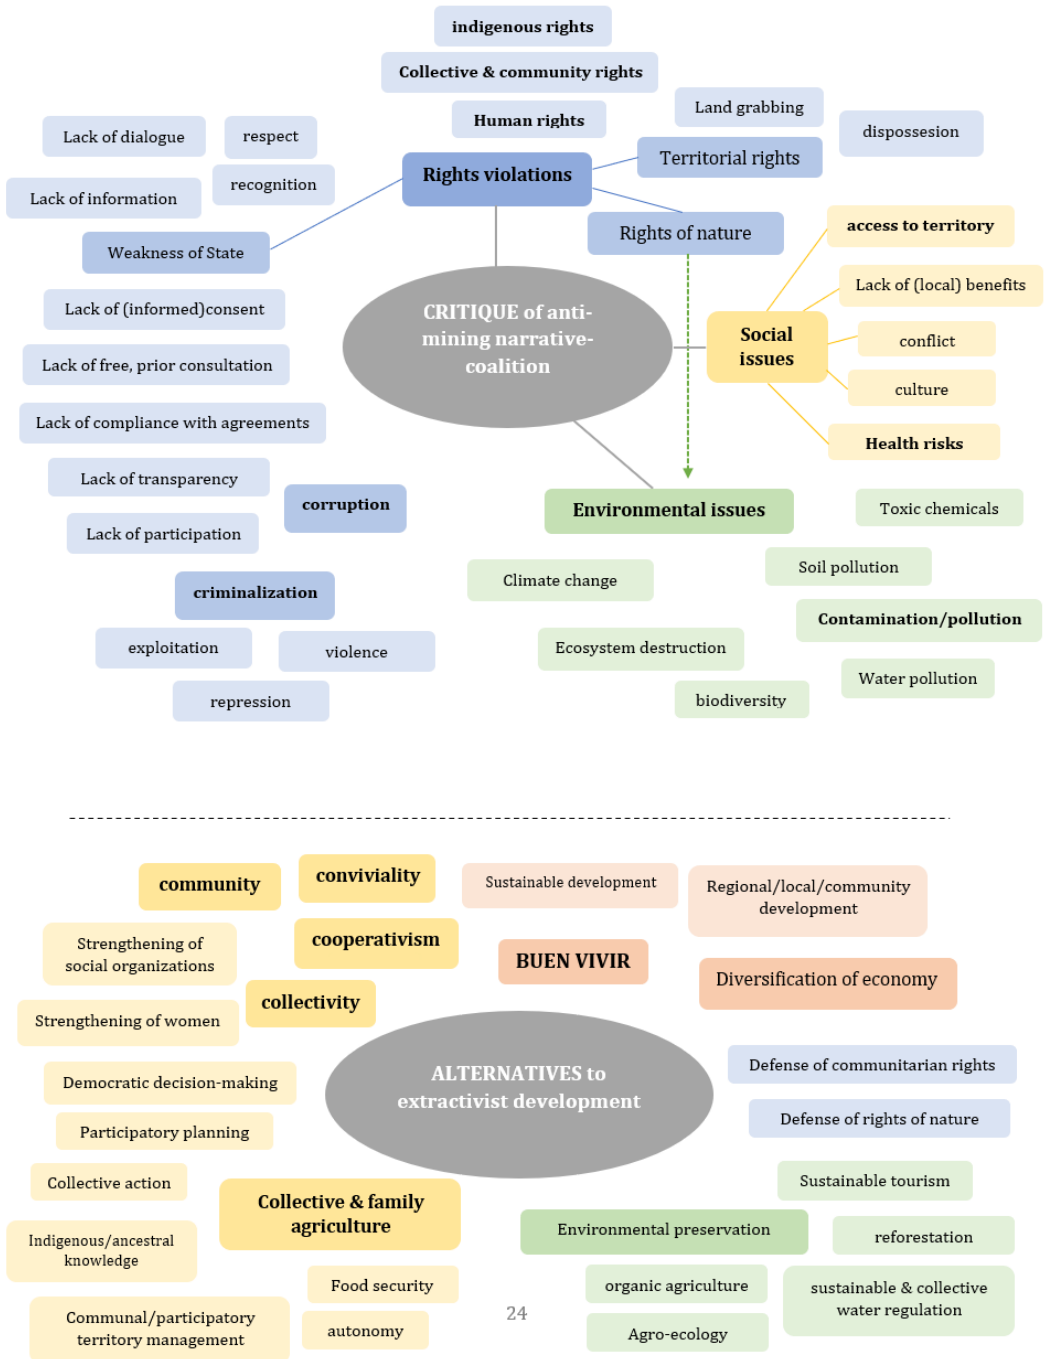 indigenous rights
Collective & community rights
Human rights
Land grabbing
dispossesion
Lack of dialogue
respect
Rights violations
Territorial rights
recognition
Lack of information
Rights of nature
access to territory
Weakness of State
Lack of (local) benefits
Lack of (informed)consent
CRITIQUE of anti-
mining narrative-
coalition
Social
issues
conflict
Lack of free, prior consultation
culture
Lack of compliance with agreements
Health risks
Lack of transparency
corruption
Environmental issues
Toxic chemicals
Lack of participation
Climate change
Soil pollution
criminalization
Contamination/pollution
exploitation
violence
Ecosystem destruction
Water pollution
repression
biodiversity
community
conviviality
Sustainable development
Regional/local/community
development
Strengthening of
social organizations
cooperativism
BUEN VIVIR
Diversification of economy
collectivity
Strengthening of women
ALTERNATIVES to
extractivist development
Defense of communitarian rights
Democratic decision-making
Defense of rights of nature
Participatory planning
Collective action
Sustainable tourism
Collective & family
agriculture
Environmental preservation
reforestation
Indigenous/ancestral
knowledge
Food security
organic agriculture
sustainable & collective
water regulation
Communal/participatory
territory management
autonomy
24
Agro-ecology